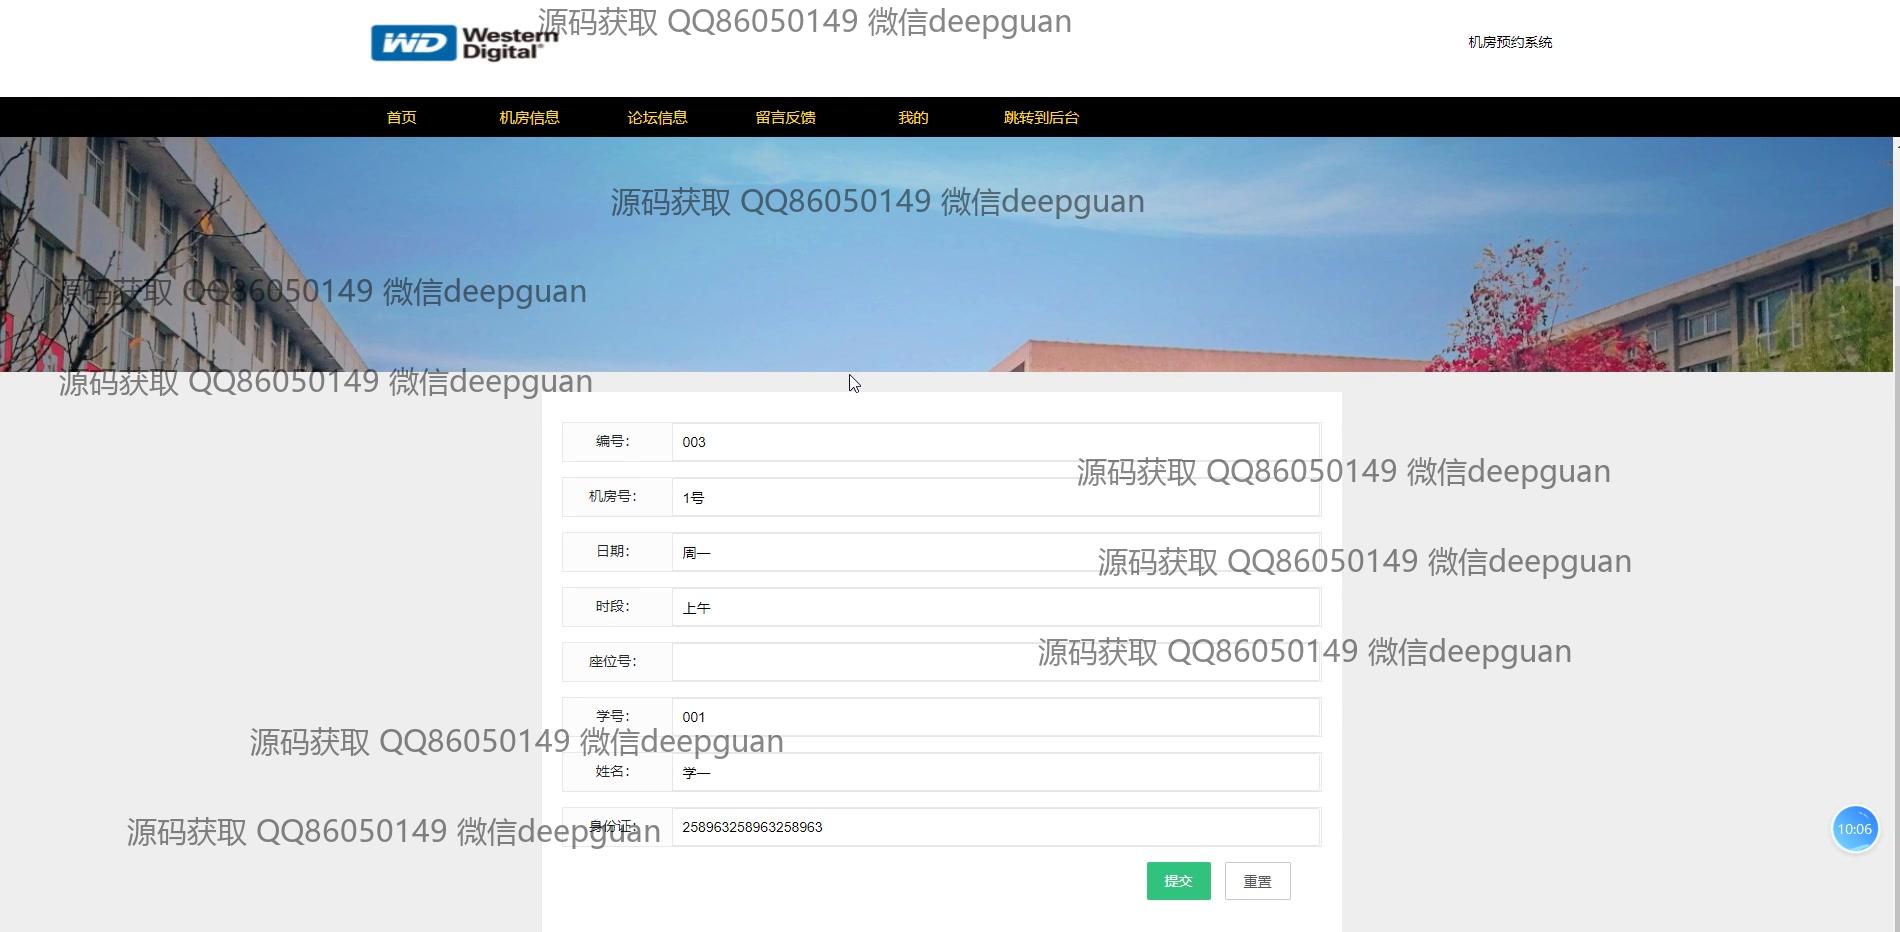 WD Western Digital
源码获取 QQ86050149 微信deepguan
机房预约系统
首页 机房信息 论坛信息 留言反馈 我的 跳转到后台
源码获取 QQ86050149 微信deepguan
源码获取 QQ86050149 微信deepguan
源码获取 QQ86050149 微信deepguan
编号: 003
源码获取 QQ86050149 微信deepguan
机房号: 1号
日期: 周一
源码获取 QQ86050149 微信deepguan
时段: 上午
座位号:
源码获取 QQ86050149 微信deepguan
学号: 001
源码获取 QQ86050149 微信deepguan
姓名: 学一
身份证: 258963258963258963
源码获取 QQ86050149 微信deepguan
10:06
提交 重置